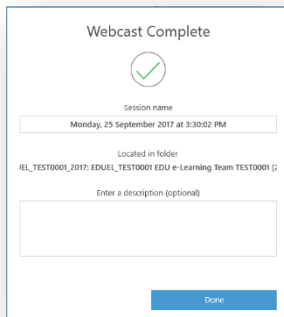 Webcast Complete
Session name
Monday, 25 September 2017 at 3:30:02 PM
Located in folder
EL_TEST0001_2017: EDUEL_TEST0001 EDU e-Learning Team TEST0001
Enter a description (optional)
Done